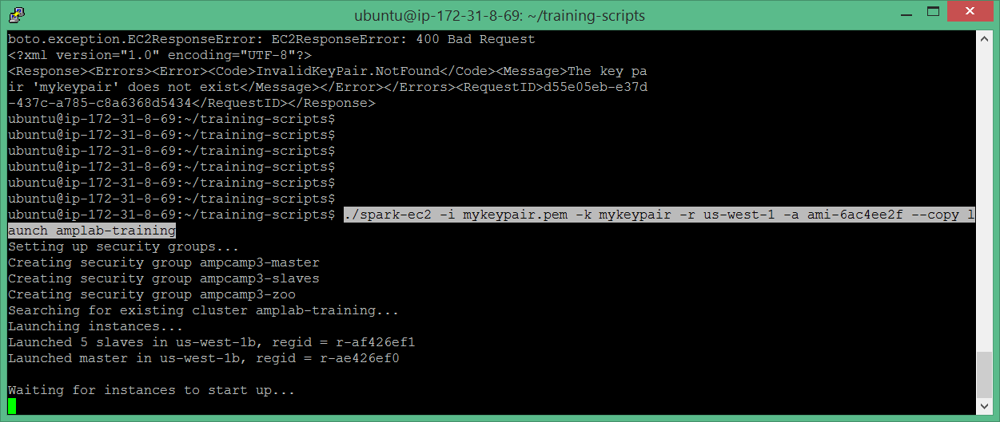 ubuntu@ip-172-31-8-69: ~/training-scripts
boto.exception.EC2ResponseError: EC2ResponseError: 400 Bad Request
<?xml version="1.0" encoding="UTF-8"?>
<Response><Errors><Error><Code>InvalidKeyPair.NotFound</Code><Message>The key pa
ir 'mykeypair' does not exist</Message></Error></Errors><RequestID>d55e05eb-e37d
-437c-a785-c8a6368d5434</RequestID></Response>
ubuntu@ip-172-31-8-69:~/training-scripts$
ubuntu@ip-172-31-8-69:~/training-scripts$
ubuntu@ip-172-31-8-69:~/training-scripts$
ubuntu@ip-172-31-8-69:~/training-scripts$
ubuntu@ip-172-31-8-69:~/training-scripts$
ubuntu@ip-172-31-8-69:~/training-scripts$
ubuntu@ip-172-31-8-69:~/training-scripts$ ./spark-ec2 -i mykeypair.pem -k mykeypair -r us-west-1 -a ami-6ac4ee2f --copy l
aunch amplab-training
Setting up security groups...
Creating security group ampcamp3-master
Creating security group ampcamp3-slaves
Creating security group ampcamp3-zoo
Searching for existing cluster amplab-training...
Launching instances...
Launched 5 slaves in us-west-1b, regid = r-af426ef1
Launched master in us-west-1b, regid = r-ae426ef0
Waiting for instances to start up...